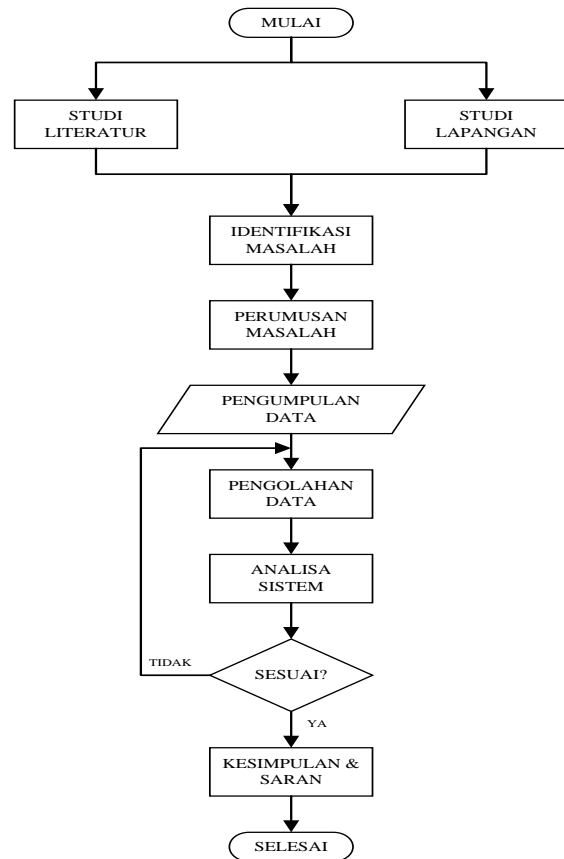 MULAI
STUDI
LITERATUR
STUDI
LAPANGAN
IDENTIFIKASI
MASALAH
PERUMUSAN
MASALAH
PENGUMPULAN
DATA
PENGOLAHAN
DATA
ANALISA
SISTEM
TIDAK
SESUAI?
YA
KESIMPULAN &
SARAN
SELESAI